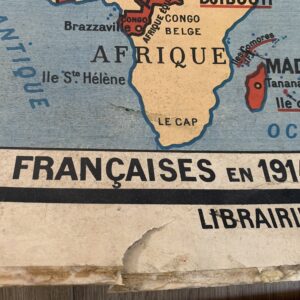 DJIBOUTI
Brazzaville
CONGO
CONGO
BELGE
AFRIQUE
Iles Comores
MAD
Ile Ste Hélène
Tanana
Ile d
LE CAP
OC
ANTIQUE
FRANÇAISES EN 1914
LIBRAIRI